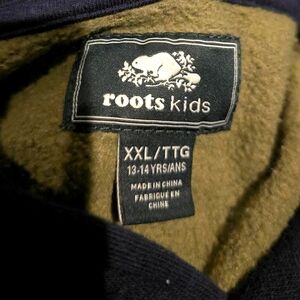 roots kids
XXL/TTG
13-14 YRS/ANS
MADE IN CHINA
FABRIQUÉ EN
CHINE